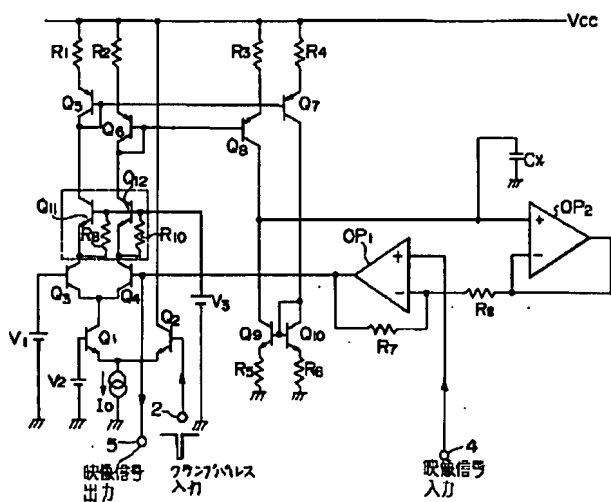 Vcc
R1
R2
R3
R4
Q5
Q6
Q8
Q7
Cx
Q11
Q12
R9
R10
OP1
OP2
Q3
Q4
V3
V1
Q1
Q2
Q9
Q10
R7
R8
V2
Io
2
R5
R6
5
4
映像信号
出力
クランプパルス
入力
映像信号
入力